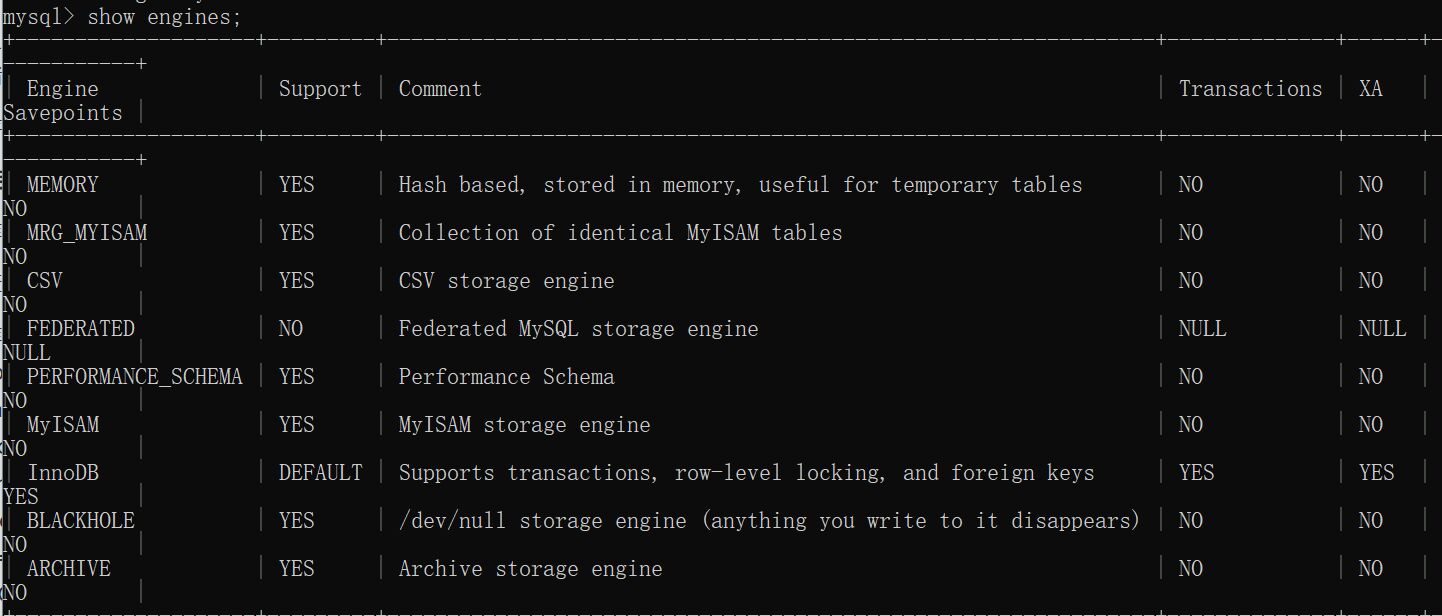 mysql> show engines;
+--------------------+---------+----------------------------------------------------------------+--------------+------+-
-----------+
| Engine             | Support | Comment                                                        | Transactions | XA   |
Savepoints |
+--------------------+---------+----------------------------------------------------------------+--------------+------+-
-----------+
| MEMORY             | YES     | Hash based, stored in memory, useful for temporary tables      | NO           | NO   |
NO         |
| MRG_MYISAM         | YES     | Collection of identical MyISAM tables                          | NO           | NO   |
NO         |
| CSV                | YES     | CSV storage engine                                             | NO           | NO   |
NO         |
| FEDERATED          | NO      | Federated MySQL storage engine                                 | NULL         | NULL |
NULL       |
| PERFORMANCE_SCHEMA | YES     | Performance Schema                                             | NO           | NO   |
NO         |
| MyISAM             | YES     | MyISAM storage engine                                          | NO           | NO   |
NO         |
| InnoDB             | DEFAULT | Supports transactions, row-level locking, and foreign keys     | YES          | YES  |
YES        |
| BLACKHOLE          | YES     | /dev/null storage engine (anything you write to it disappears) | NO           | NO   |
NO         |
| ARCHIVE            | YES     | Archive storage engine                                         | NO           | NO   |
NO         |